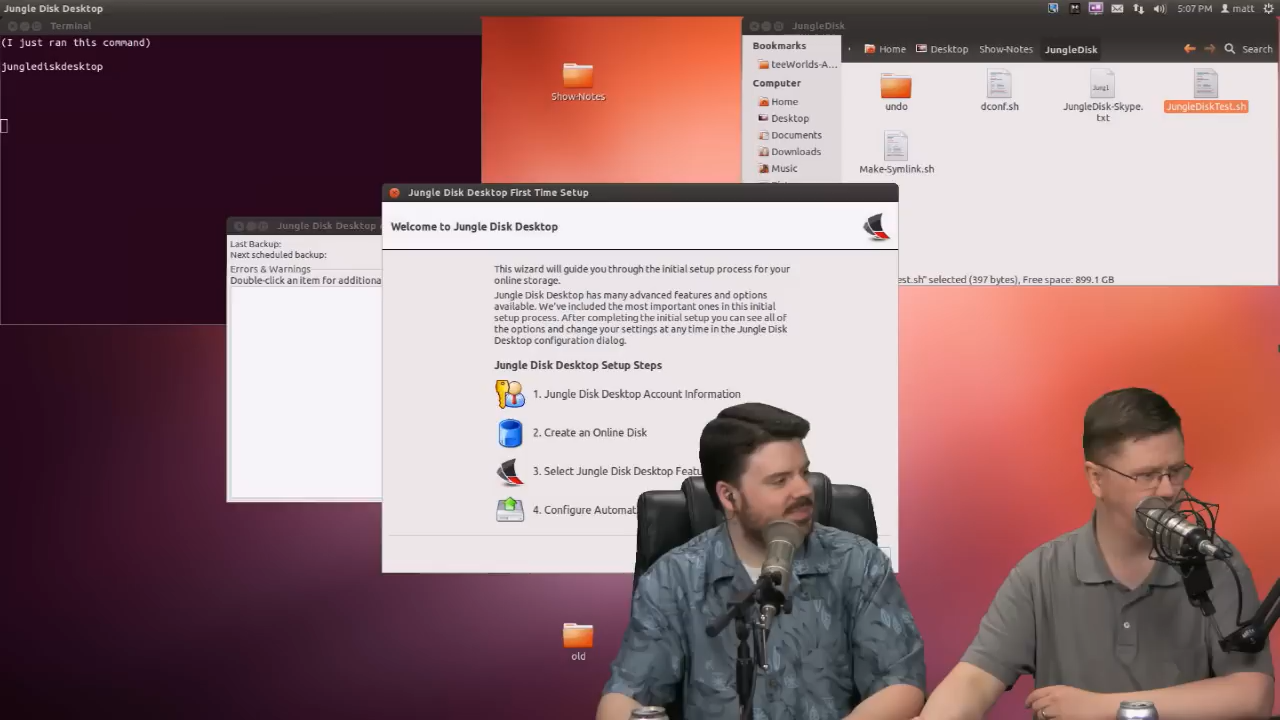 Jungle Disk Desktop
5:07 PM
matt
Terminal
(I just ran this command)
junglediskdesktop
Show-Notes
JungleDisk
Bookmarks
teeWorlds-A...
Computer
Home
Desktop
Documents
Downloads
Music
Home
Desktop
Show-Notes
JungleDisk
Search
undo
dconf.sh
Jung1
JungleDisk-Skype.
txt
JungleDiskTest.sh
Make-Symlink.sh
est.sh" selected (397 bytes), Free space: 899.1 GB
Jungle Disk Desktop
Last Backup:
Next scheduled backup:
Errors & Warnings
Double-click an item for additiona
Jungle Disk Desktop First Time Setup
Welcome to Jungle Disk Desktop
This wizard will guide you through the initial setup process for your
online storage.
Jungle Disk Desktop has many advanced features and options
available. We've included the most important ones in this initial
setup process. After completing the initial setup you can see all of
the options and change your settings at any time in the Jungle Disk
Desktop configuration dialog.
Jungle Disk Desktop Setup Steps
1. Jungle Disk Desktop Account Information
2. Create an Online Disk
3. Select Jungle Disk Desktop Featu
4. Configure Automat
old